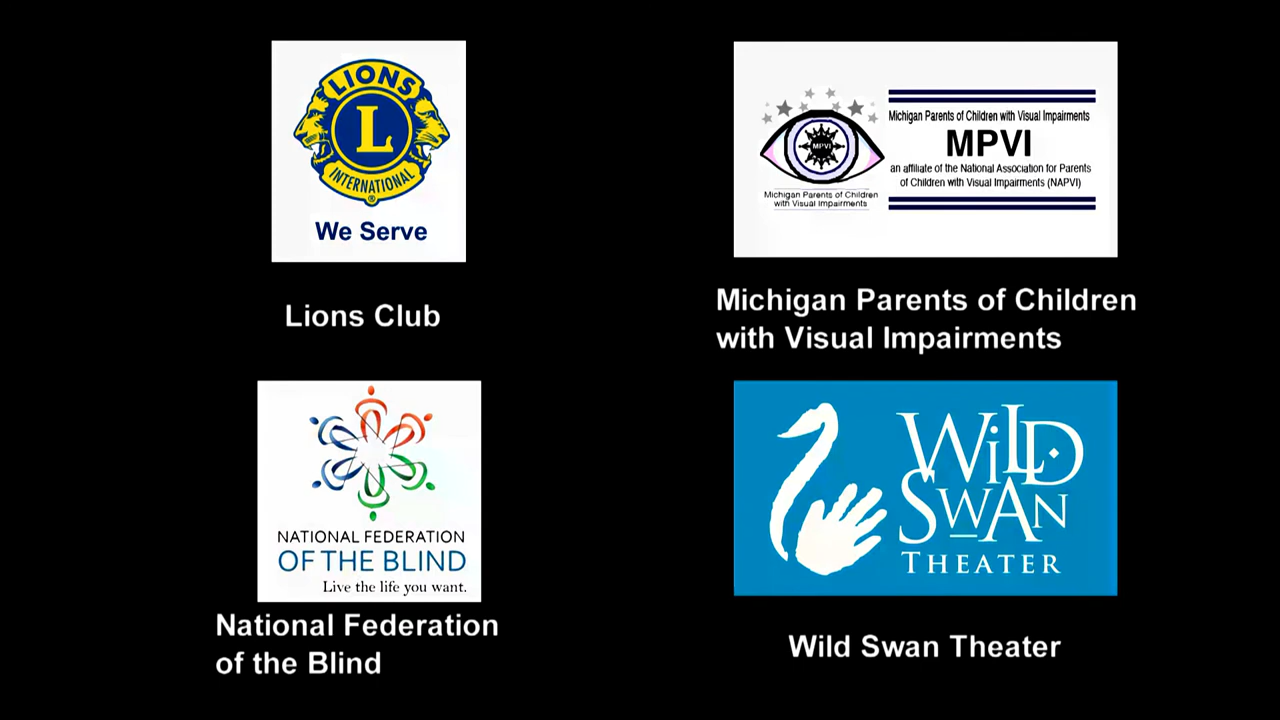 LIONS
L
INTERNATIONAL
®
We Serve
Lions Club
MPVI
Michigan Parents of Children
with Visual Impairments
Michigan Parents of Children with Visual Impairments
MPVI
an affiliate of the National Association for Parents
of Children with Visual Impairments (NAPVI)
Michigan Parents of Children
with Visual Impairments
NATIONAL FEDERATION
OF THE BLIND
Live the life you want.
National Federation
of the Blind
WiLD
SWAN
THEATER
Wild Swan Theater